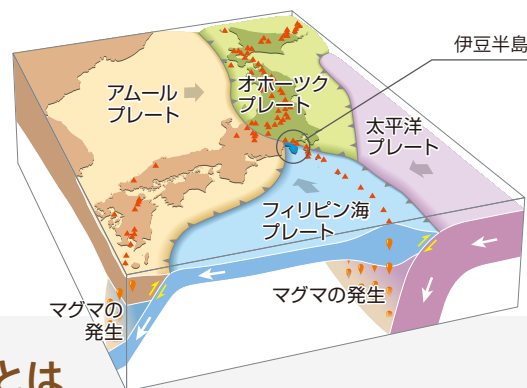 伊豆半島
アムール
プレート
オホーツク
プレート
太平洋
プレート
フィリピン海
プレート
マグマの発生
マグマの
発生
とは